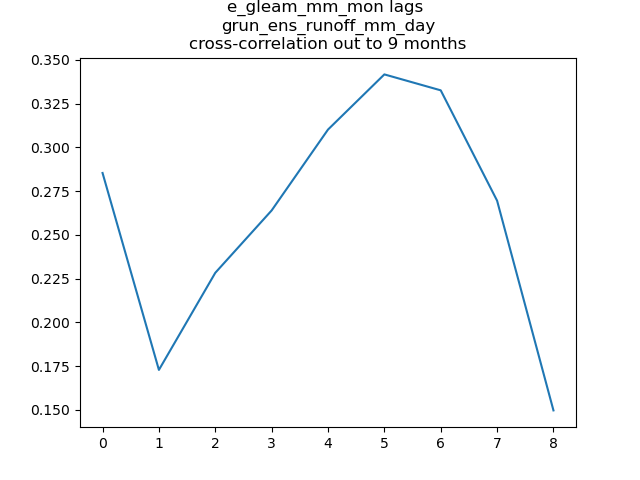 e_gleam_mm_mon lags
grun_ens_runoff_mm_day
cross-correlation out to 9 months
0.350
0.325
0.300
0.275
0.250
0.225
0.200
0.175
0.150
0 1 2 3 4 5 6 7 8